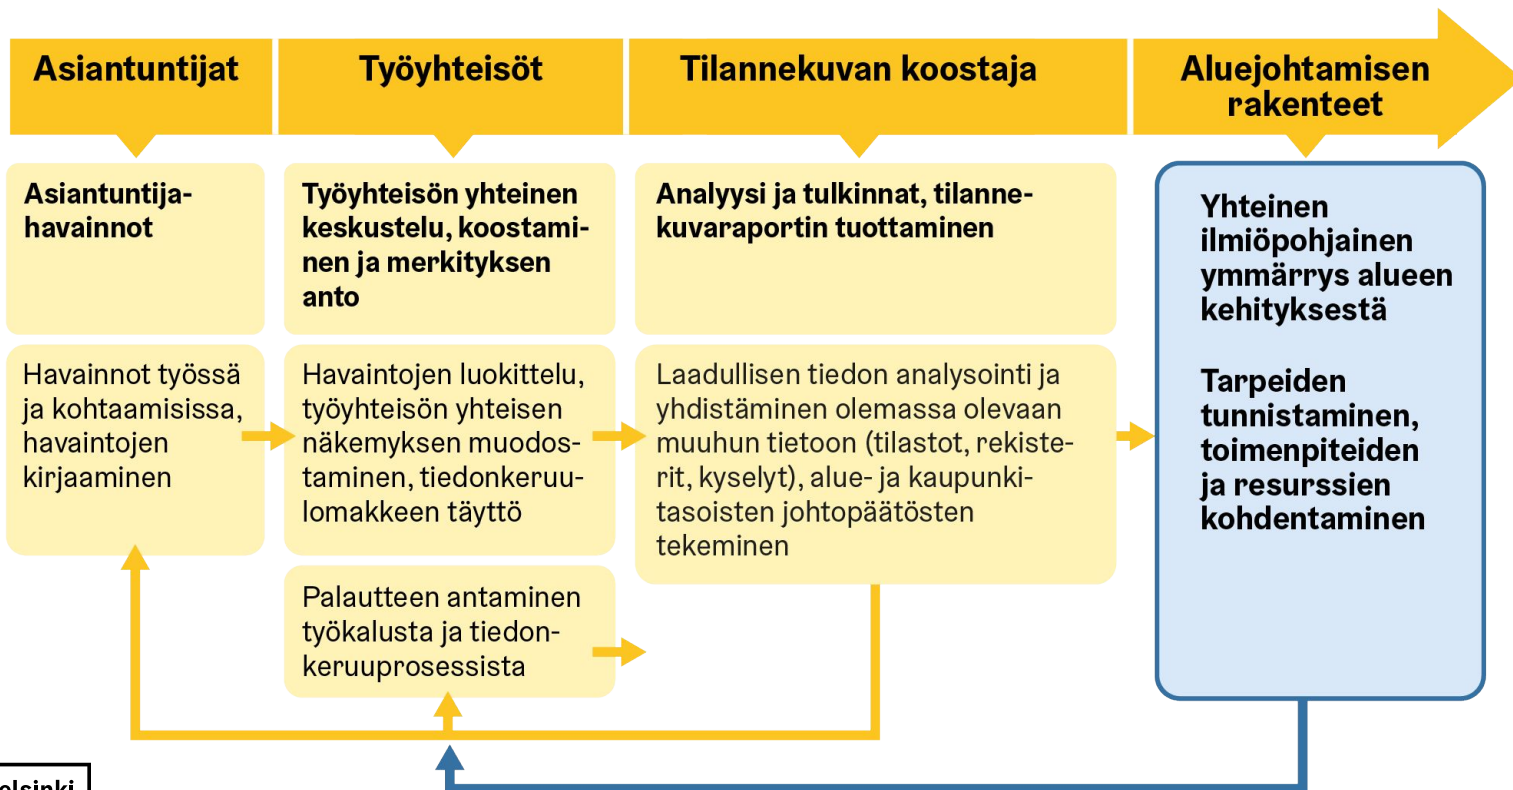 Asiantuntijat
Työyhteisöt
Tilannekuvan koostaja
Aluejohtamisen
rakenteet
Asiantuntija-
havainnot
Työyhteisön yhteinen
keskustelu, koostami-
nen ja merkityksen
anto
Analyysi ja tulkinnat, tilanne-
kuvaraportin tuottaminen
Yhteinen
ilmiöpohjainen
ymmärrys alueen
kehityksestä
Tarpeiden
tunnistaminen,
toimenpiteiden
ja resurssien
kohdentaminen
Havainnot työssä
ja kohtaamisissa,
havaintojen
kirjaaminen
Havaintojen luokittelu,
työyhteisön yhteisen
näkemyksen muodos-
taminen, tiedonkeruu-
lomakkeen täyttö
Laadullisen tiedon analysointi ja
yhdistäminen olemassa olevaan
muuhun tietoon (tilastot, rekiste-
rit, kyselyt), alue- ja kaupunki-
tasoisten johtopäätösten
tekeminen
Palautteen antaminen
työkalusta ja tiedon-
keruuprosessista